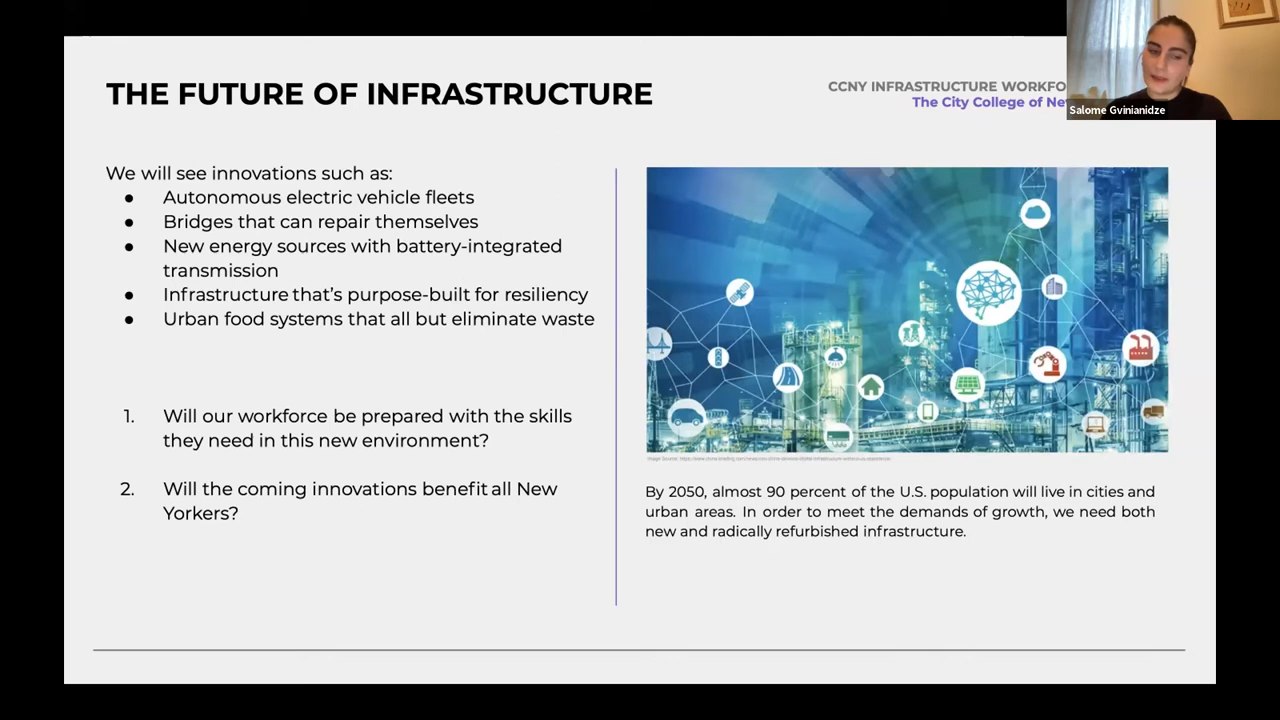 THE FUTURE OF INFRASTRUCTURE
CCNY INFRASTRUCTURE WORKFO
The City College of Ne
Salome Gvinianidze
We will see innovations such as:
● Autonomous electric vehicle fleets
● Bridges that can repair themselves
● New energy sources with battery-integrated
transmission
● Infrastructure that's purpose-built for resiliency
● Urban food systems that all but eliminate waste
1. Will our workforce be prepared with the skills
they need in this new environment?
2. Will the coming innovations benefit all New
Yorkers?
By 2050, almost 90 percent of the U.S. population will live in cities and
urban areas. In order to meet the demands of growth, we need both
new and radically refurbished infrastructure.